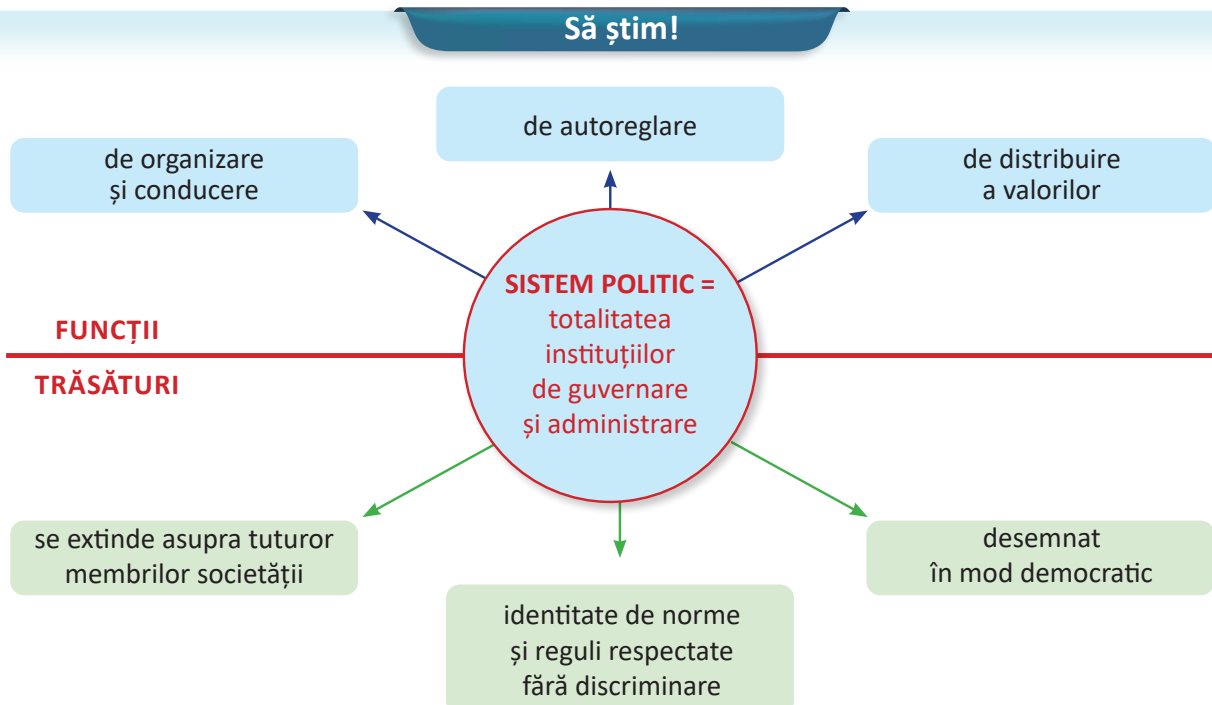 Să știm!
de autoreglare
de organizare
și conducere
de distribuire
a valorilor
SISTEM POLITIC =
totalitatea
instituțiilor
de guvernare
și administrare
FUNCȚII
TRĂSĂTURI
se extinde asupra tuturor
membrilor societății
identitate de norme
și reguli respectate
fără discriminare
desemnat
în mod democratic